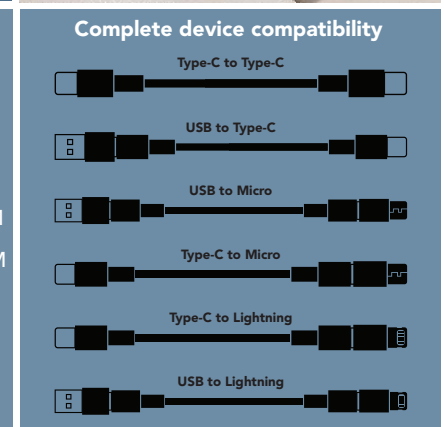 Complete device compatibility
Type-C to Type-C
USB to Type-C
USB to Micro
Type-C to Micro
Type-C to Lightning
USB to Lightning